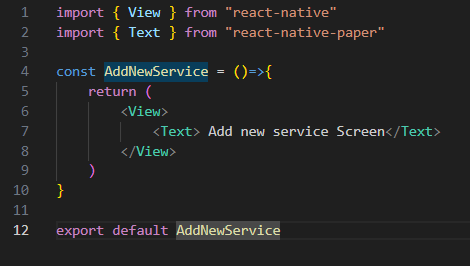 1 import { View } from "react-native"
2 import { Text } from "react-native-paper"
3
4 const AddNewService = ()=>{
5     return (
6         <View>
7             <Text> Add new service Screen</Text>
8         </View>
9     )
10 }
11
12 export default AddNewService